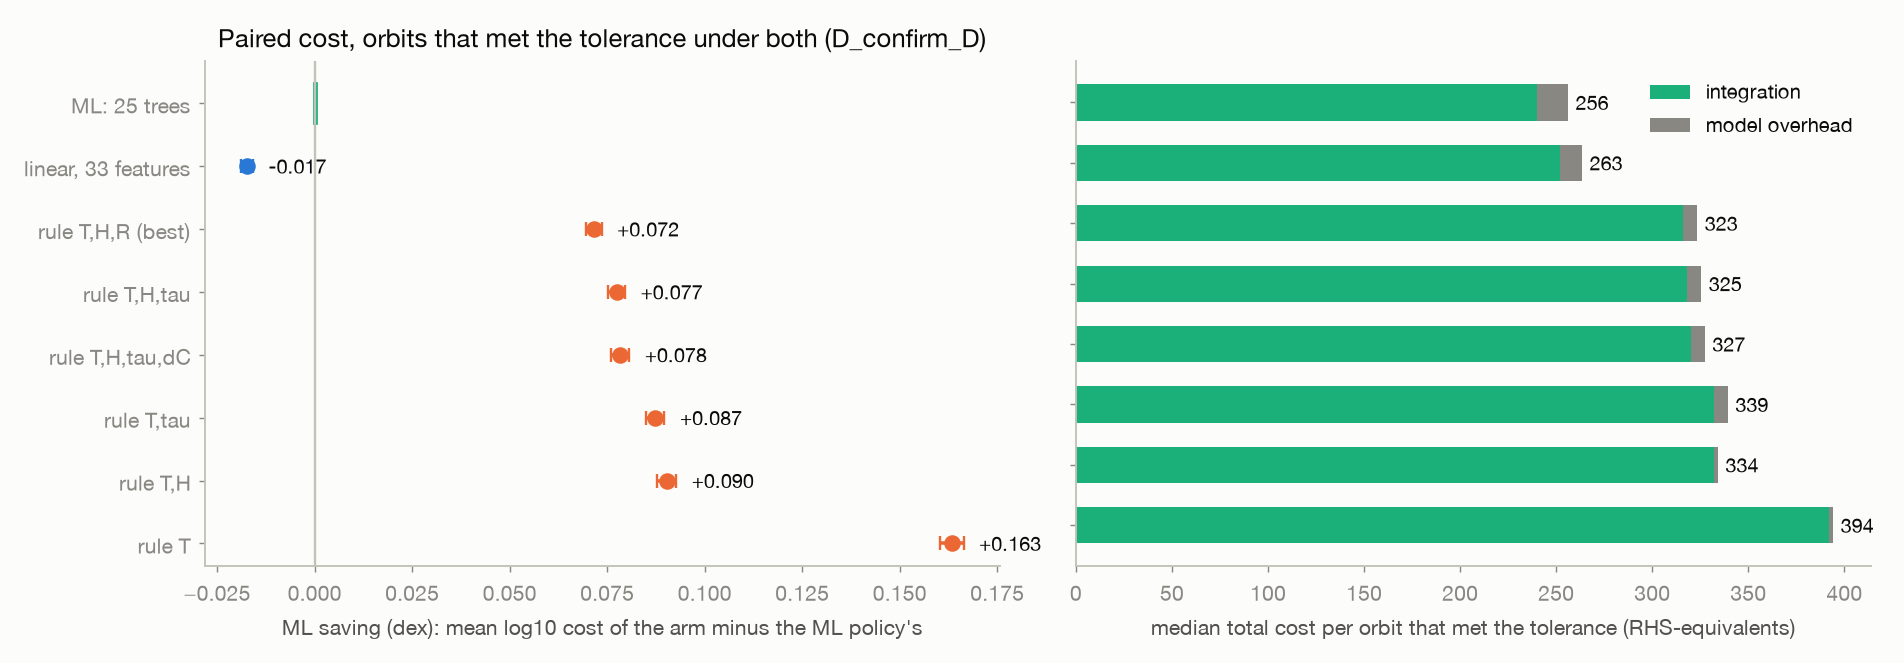 Paired cost, orbits that met the tolerance under both (D_confirm_D)
ML: 25 trees
linear, 33 features
rule T,H,R (best)
rule T,H,tau
rule T,H,tau,dC
rule T,tau
rule T,H
rule T
-0.017
+0.072
+0.077
+0.078
+0.087
+0.090
+0.163
−0.025 0.000 0.025 0.050 0.075 0.100 0.125 0.150 0.175
ML saving (dex): mean log10 cost of the arm minus the ML policy's
integration
model overhead
256
263
323
325
327
339
334
394
0 50 100 150 200 250 300 350 400
median total cost per orbit that met the tolerance (RHS-equivalents)